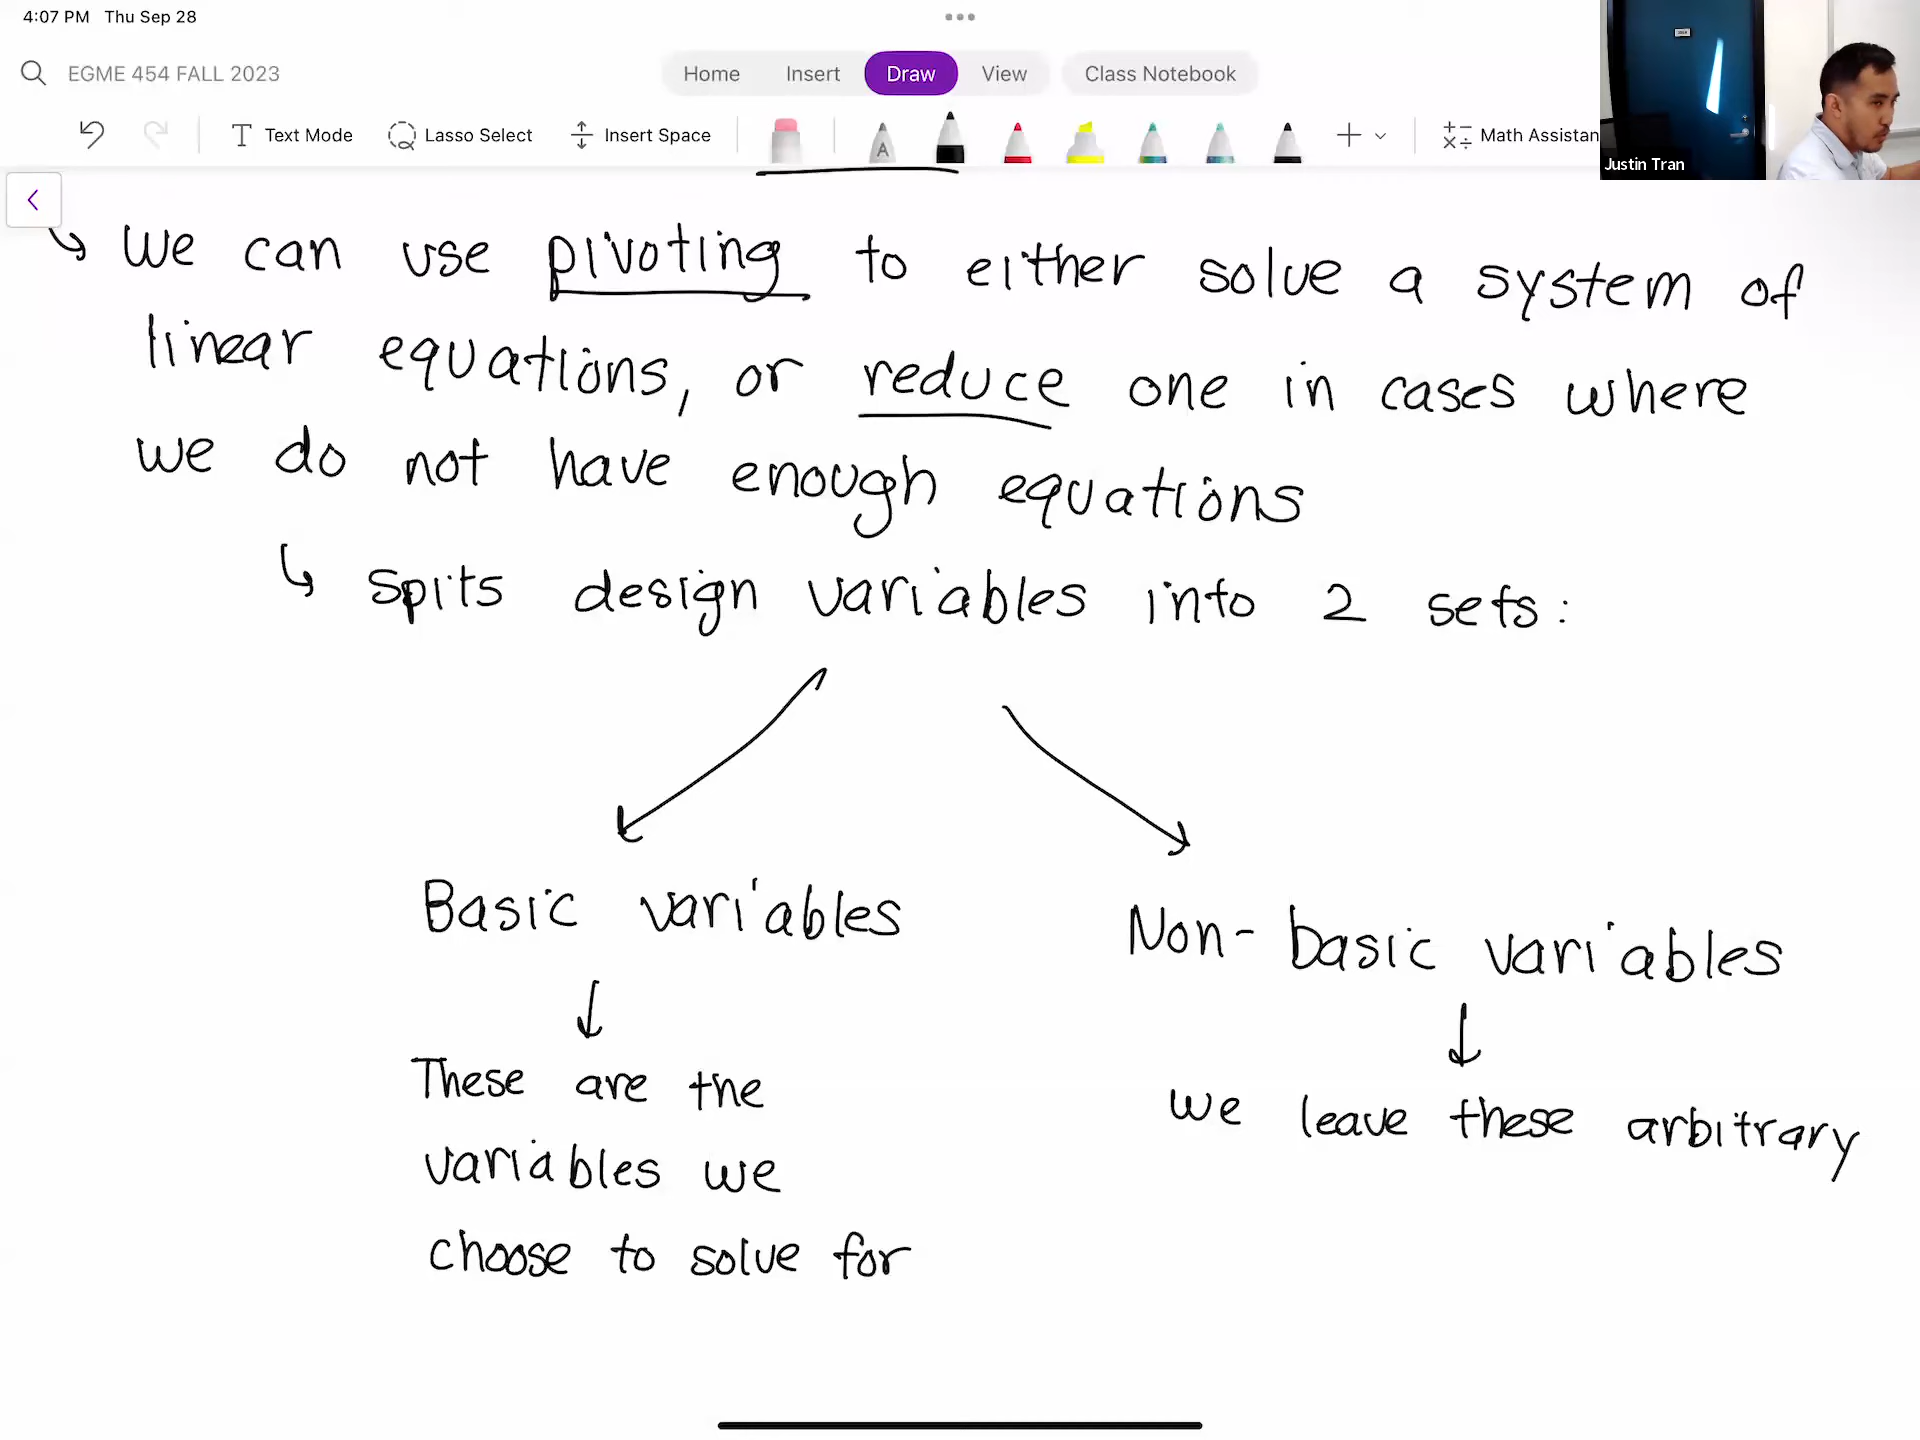 4:07 PM Thu Sep 28
EGME 454 FALL 2023
Home Insert Draw View Class Notebook
Text Mode Lasso Select Insert Space A Math Assistan
Justin Tran
We can use pivoting to either solve a system of
linear equations, or reduce one in cases where
we do not have enough equations
Spits design variables into 2 sets:
Basic variables
Non-basic variables
These are the
variables we
choose to solve for
we leave these arbitrary